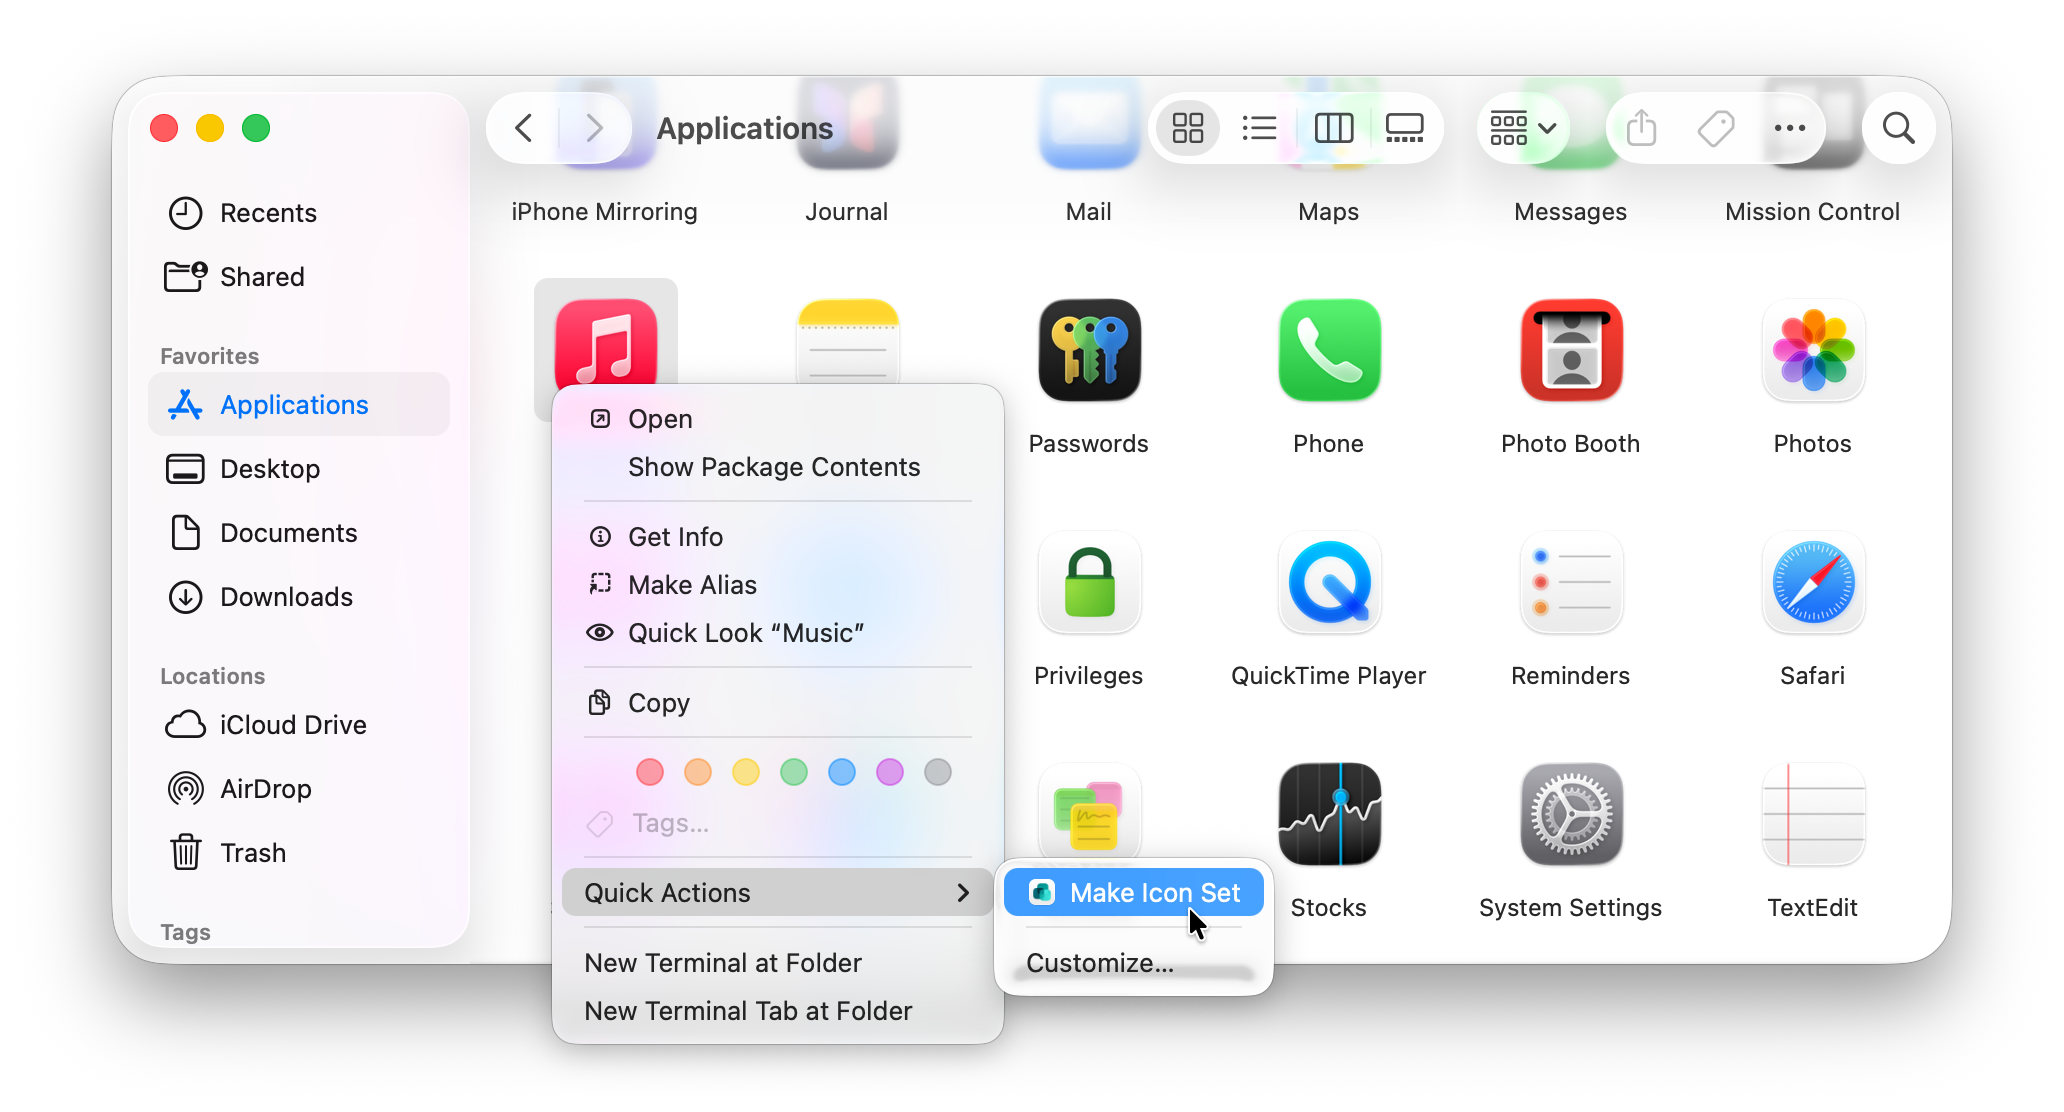 Applications
Recents
Shared
Favorites
Applications
Desktop
Documents
Downloads
Locations
iCloud Drive
AirDrop
Trash
Tags
iPhone Mirroring
Journal
Mail
Maps
Messages
Mission Control
Passwords
Phone
Photo Booth
Photos
Privileges
QuickTime Player
Reminders
Safari
Stocks
System Settings
TextEdit
Open
Show Package Contents
Get Info
Make Alias
Quick Look “Music”
Copy
Tags...
Quick Actions
New Terminal at Folder
New Terminal Tab at Folder
Make Icon Set
Customize...